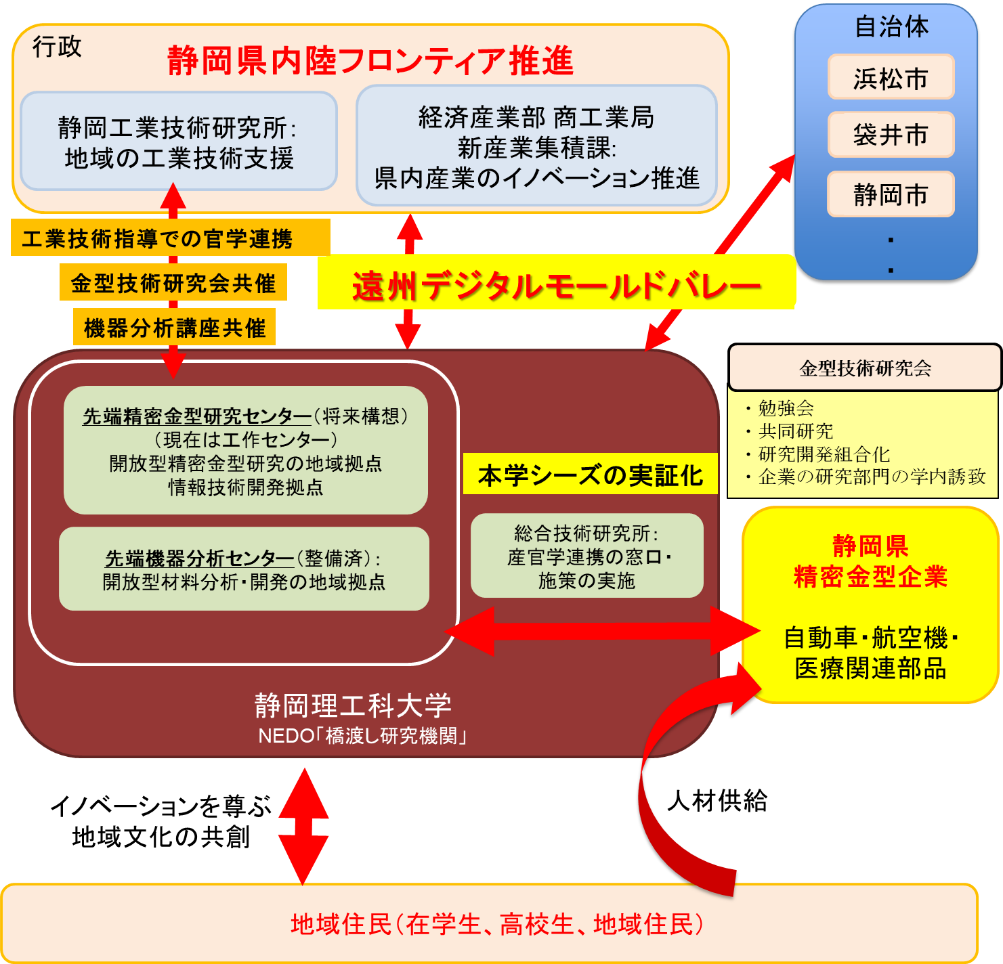 行政
静岡県内陸フロンティア推進
静岡工業技術研究所：
地域の工業技術支援
経済産業部 商工業局
新産業集積課：
県内産業のイノベーション推進
自治体
浜松市
袋井市
静岡市
・
・
工業技術指導での官学連携
金型技術研究会共催
機器分析講座共催
遠州デジタルモールドバレー
先端精密金型研究センター（将来構想）
（現在は工作センター）
開放型精密金型研究の地域拠点
情報技術開発拠点
先端機器分析センター（整備済）：
開放型材料分析・開発の地域拠点
本学シーズの実証化
総合技術研究所：
産官学連携の窓口・
施策の実施
静岡理工科大学
NEDO「橋渡し研究機関」
金型技術研究会
・勉強会
・共同研究
・研究開発組合化
・企業の研究部門の学内誘致
静岡県
精密金型企業
自動車・航空機・
医療関連部品
イノベーションを尊ぶ
地域文化の共創
人材供給
地域住民（在学生、高校生、地域住民）